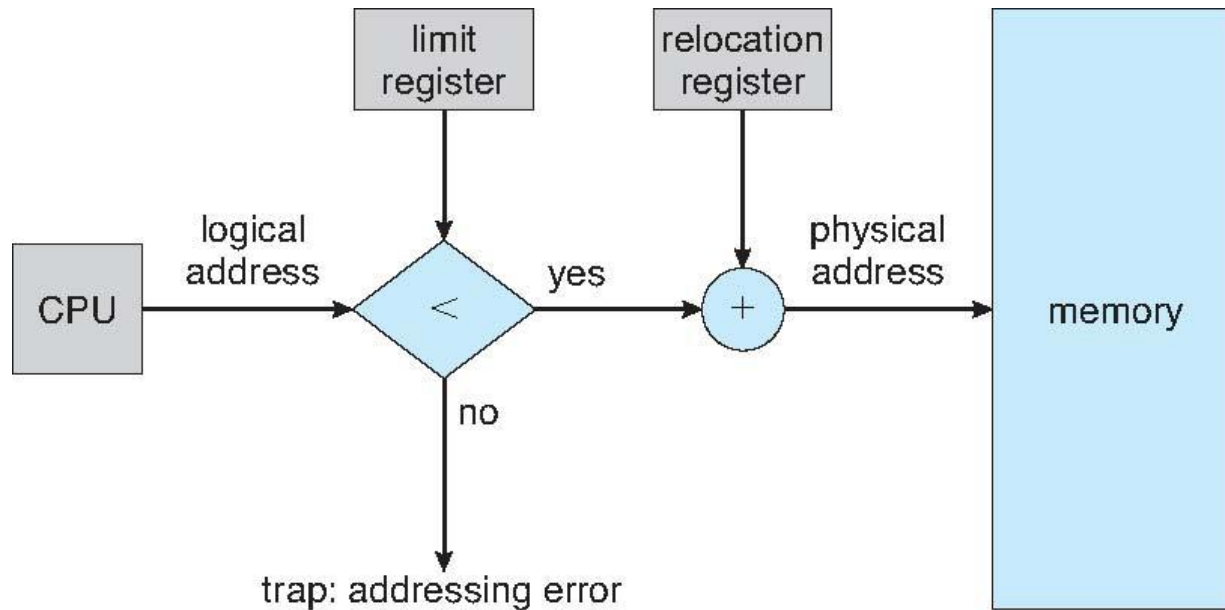 limit
register
relocation
register
logical
address
physical
address
CPU
<
yes
+
memory
no
trap: addressing error